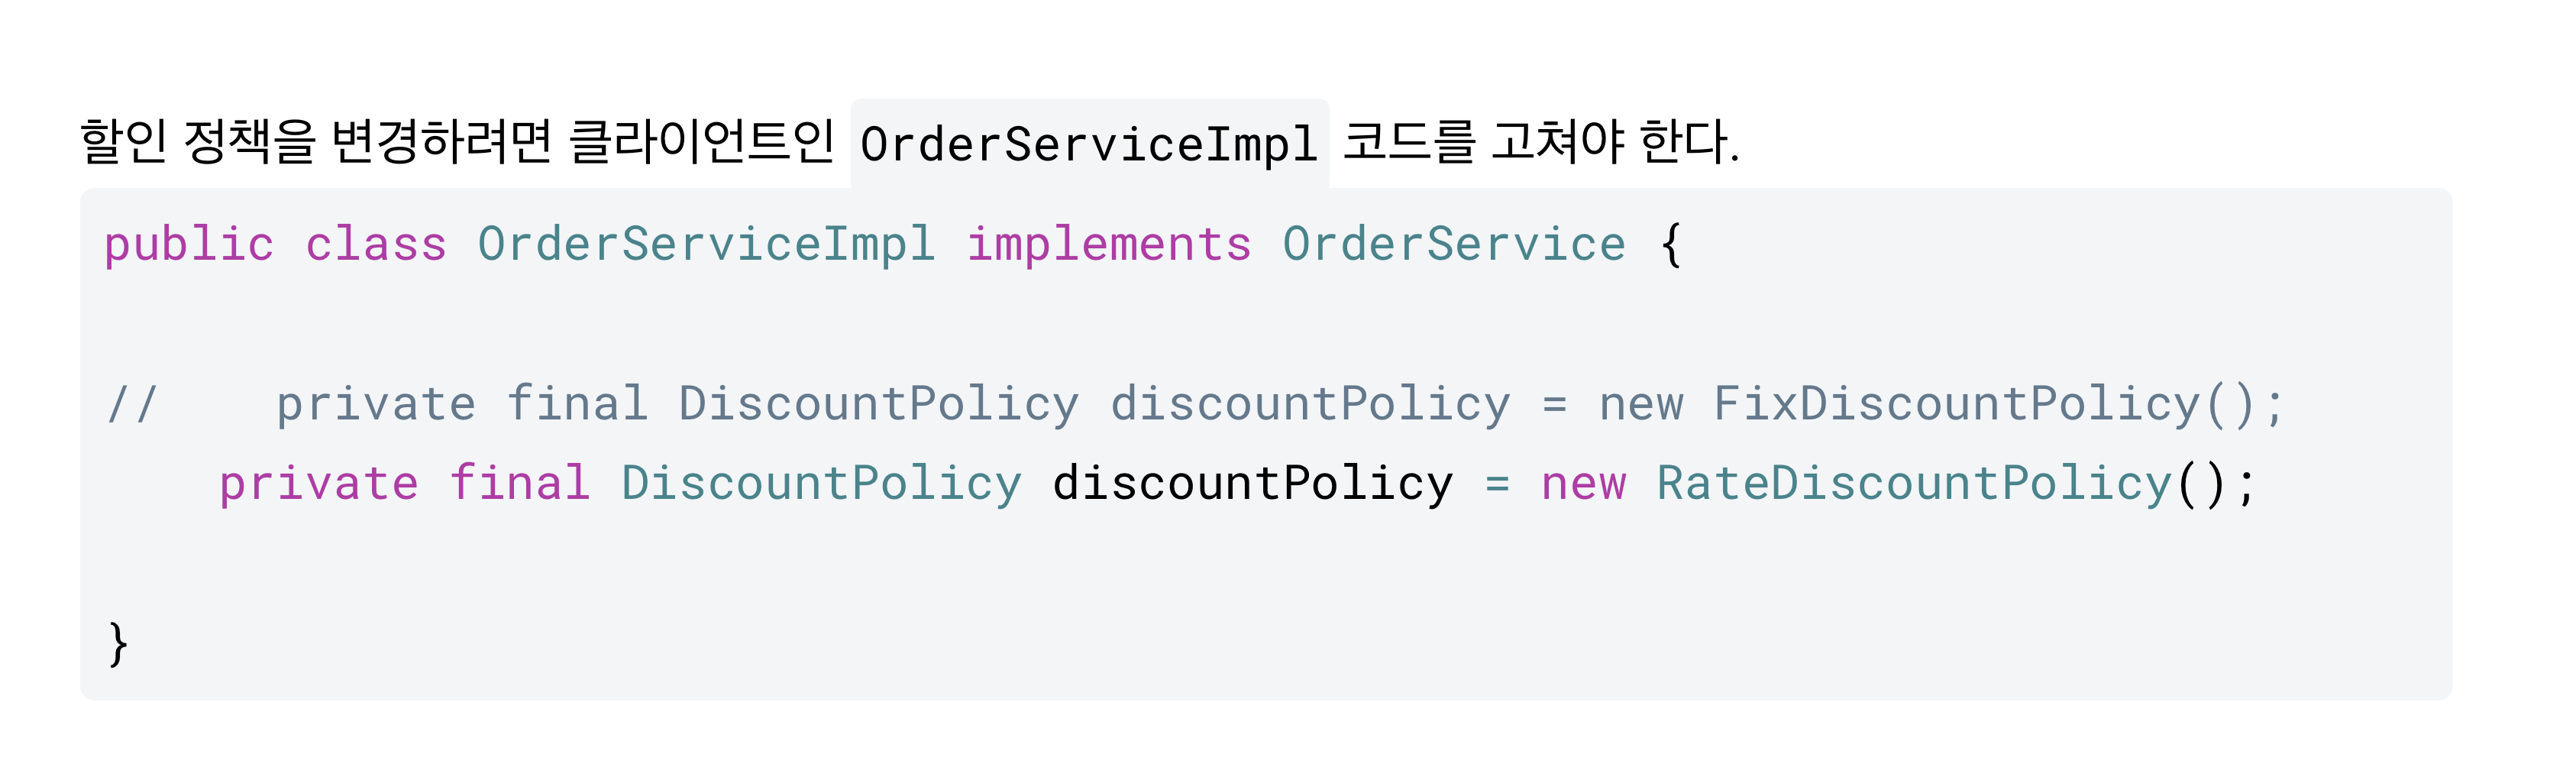 할인 정책을 변경하려면 클라이언트인 OrderServiceImpl 코드를 고쳐야 한다.
public class OrderServiceImpl implements OrderService {
//    private final DiscountPolicy discountPolicy = new FixDiscountPolicy();
    private final DiscountPolicy discountPolicy = new RateDiscountPolicy();
}